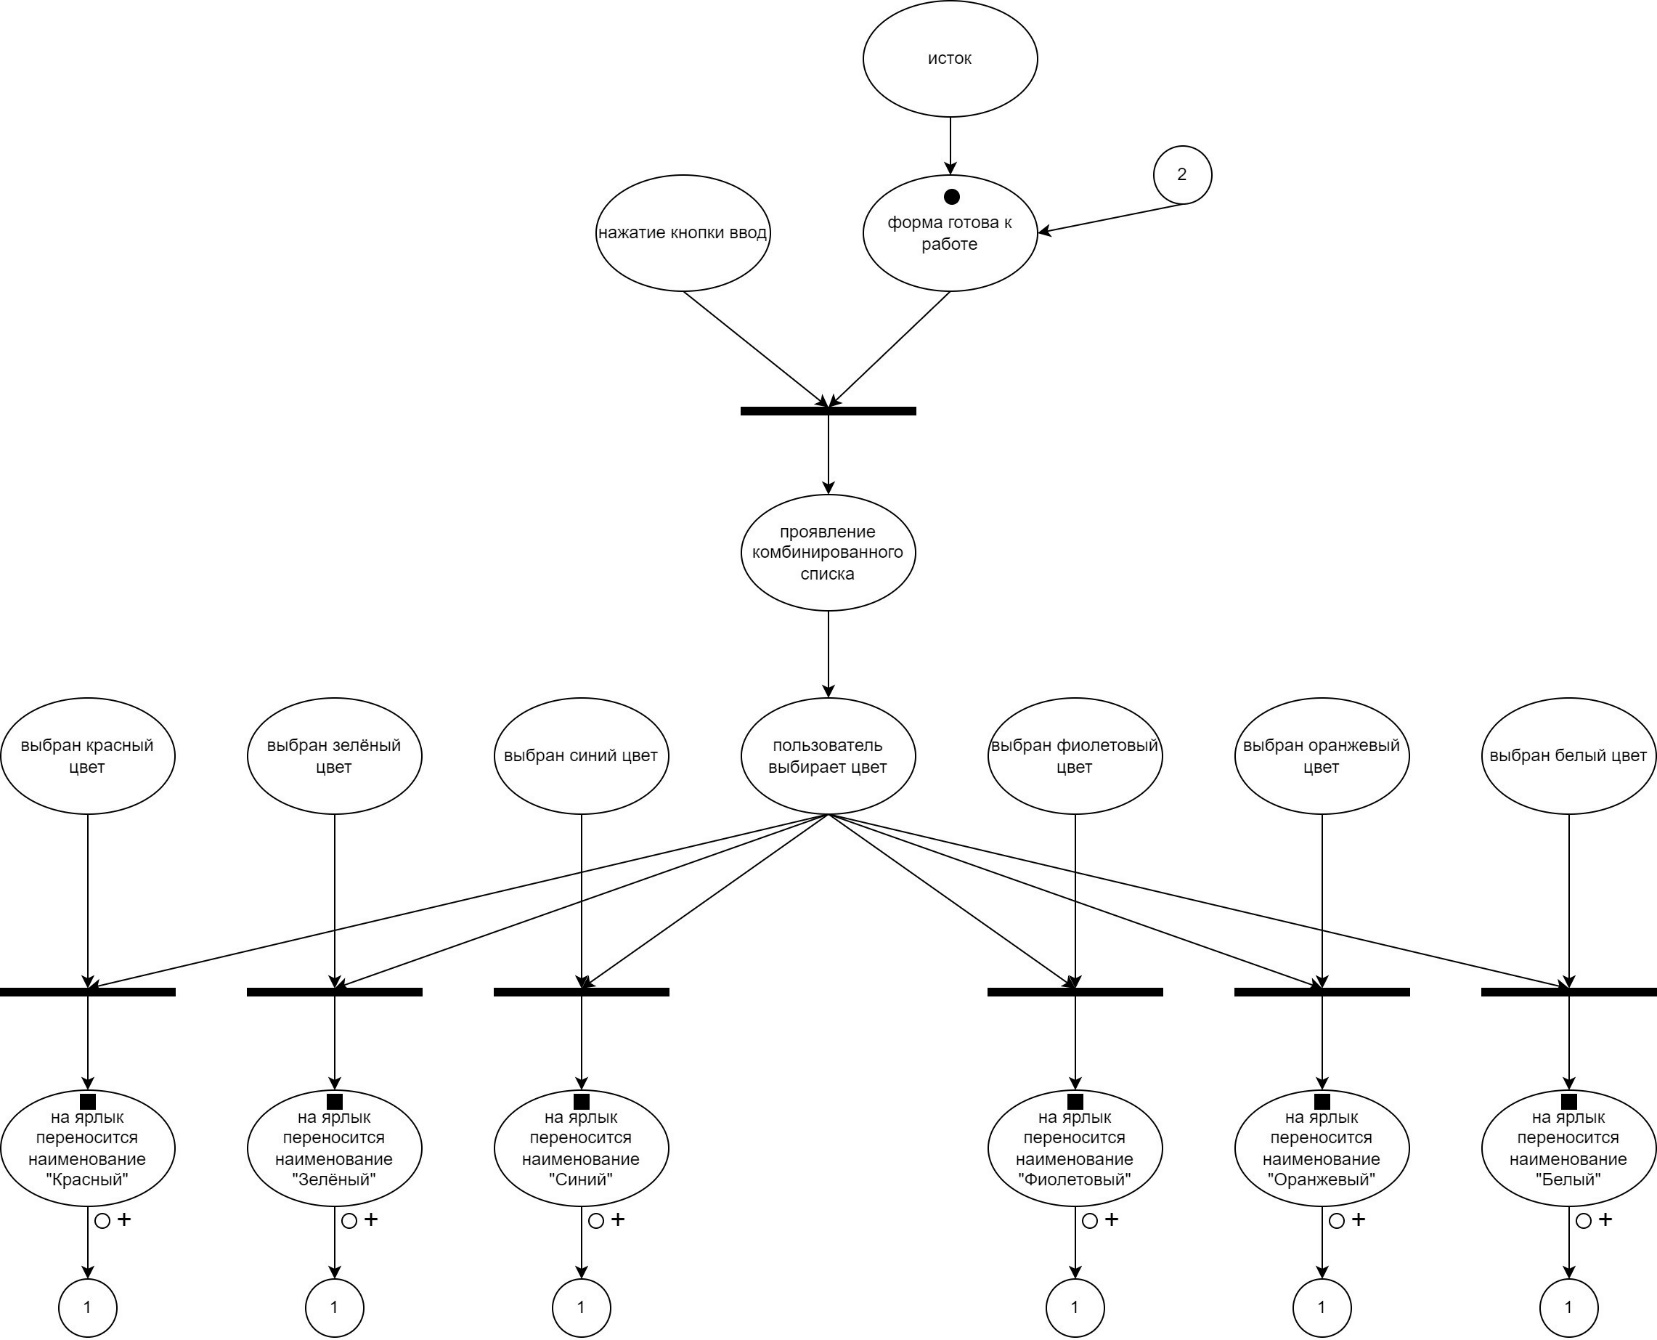 исток
2
нажатие кнопки ввод
форма готова к
работе
проявление
комбинированного
списка
выбран красный
цвет
выбран зелёный
цвет
выбран синий цвет
пользователь
выбирает цвет
выбран фиолетовый
цвет
выбран оранжевый
цвет
выбран белый цвет
на ярлык
переносится
наименование
"Красный"
на ярлык
переносится
наименование
"Зелёный"
на ярлык
переносится
наименование
"Синий"
на ярлык
переносится
наименование
"Фиолетовый"
на ярлык
переносится
наименование
"Оранжевый"
на ярлык
переносится
наименование
"Белый"
+
+
+
+
+
+
1
1
1
1
1
1